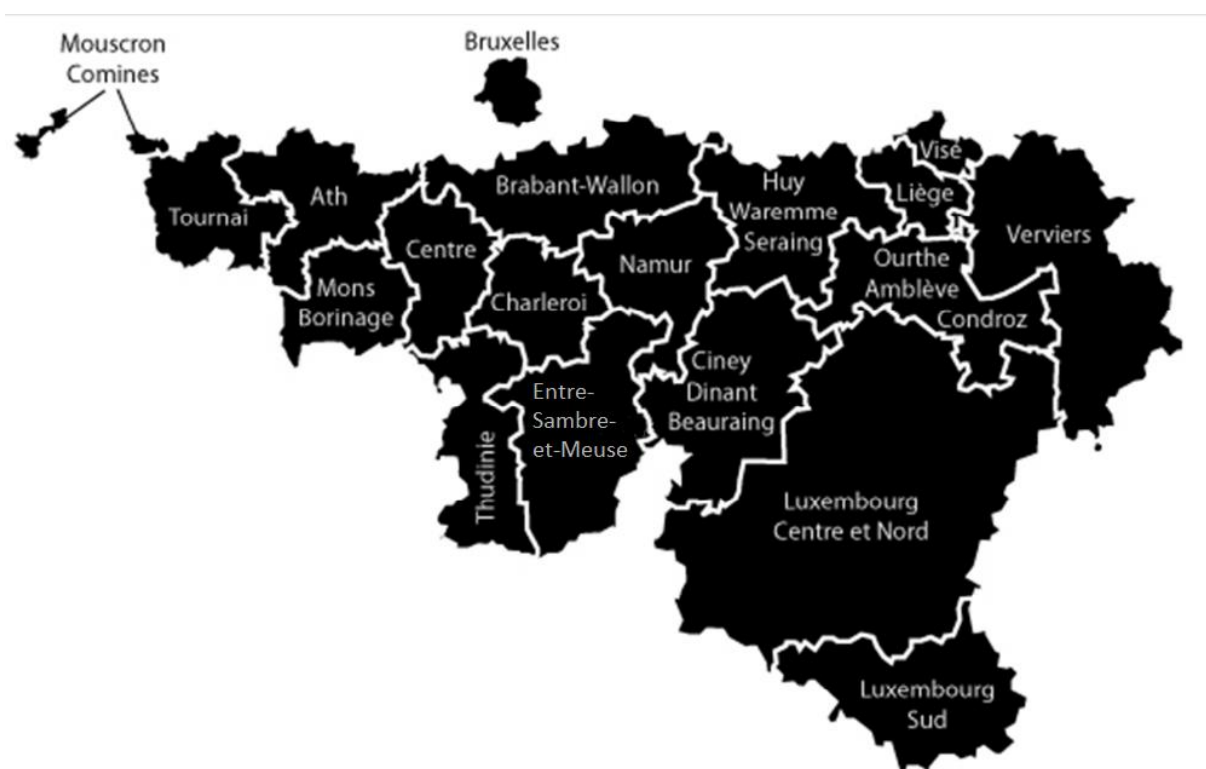 Mouscron
Comines
Bruxelles
Tournai
Ath
Brabant-Wallon
Huy
Waremme
Seraing
Visé
Liège
Verviers
Centre
Namur
Ourthe
Amblève
Condroz
Mons
Borinage
Charleroi
Ciney
Dinant
Beauraing
Entre-
Sambre-
et-Meuse
Thudinie
Luxembourg
Centre et Nord
Luxembourg
Sud